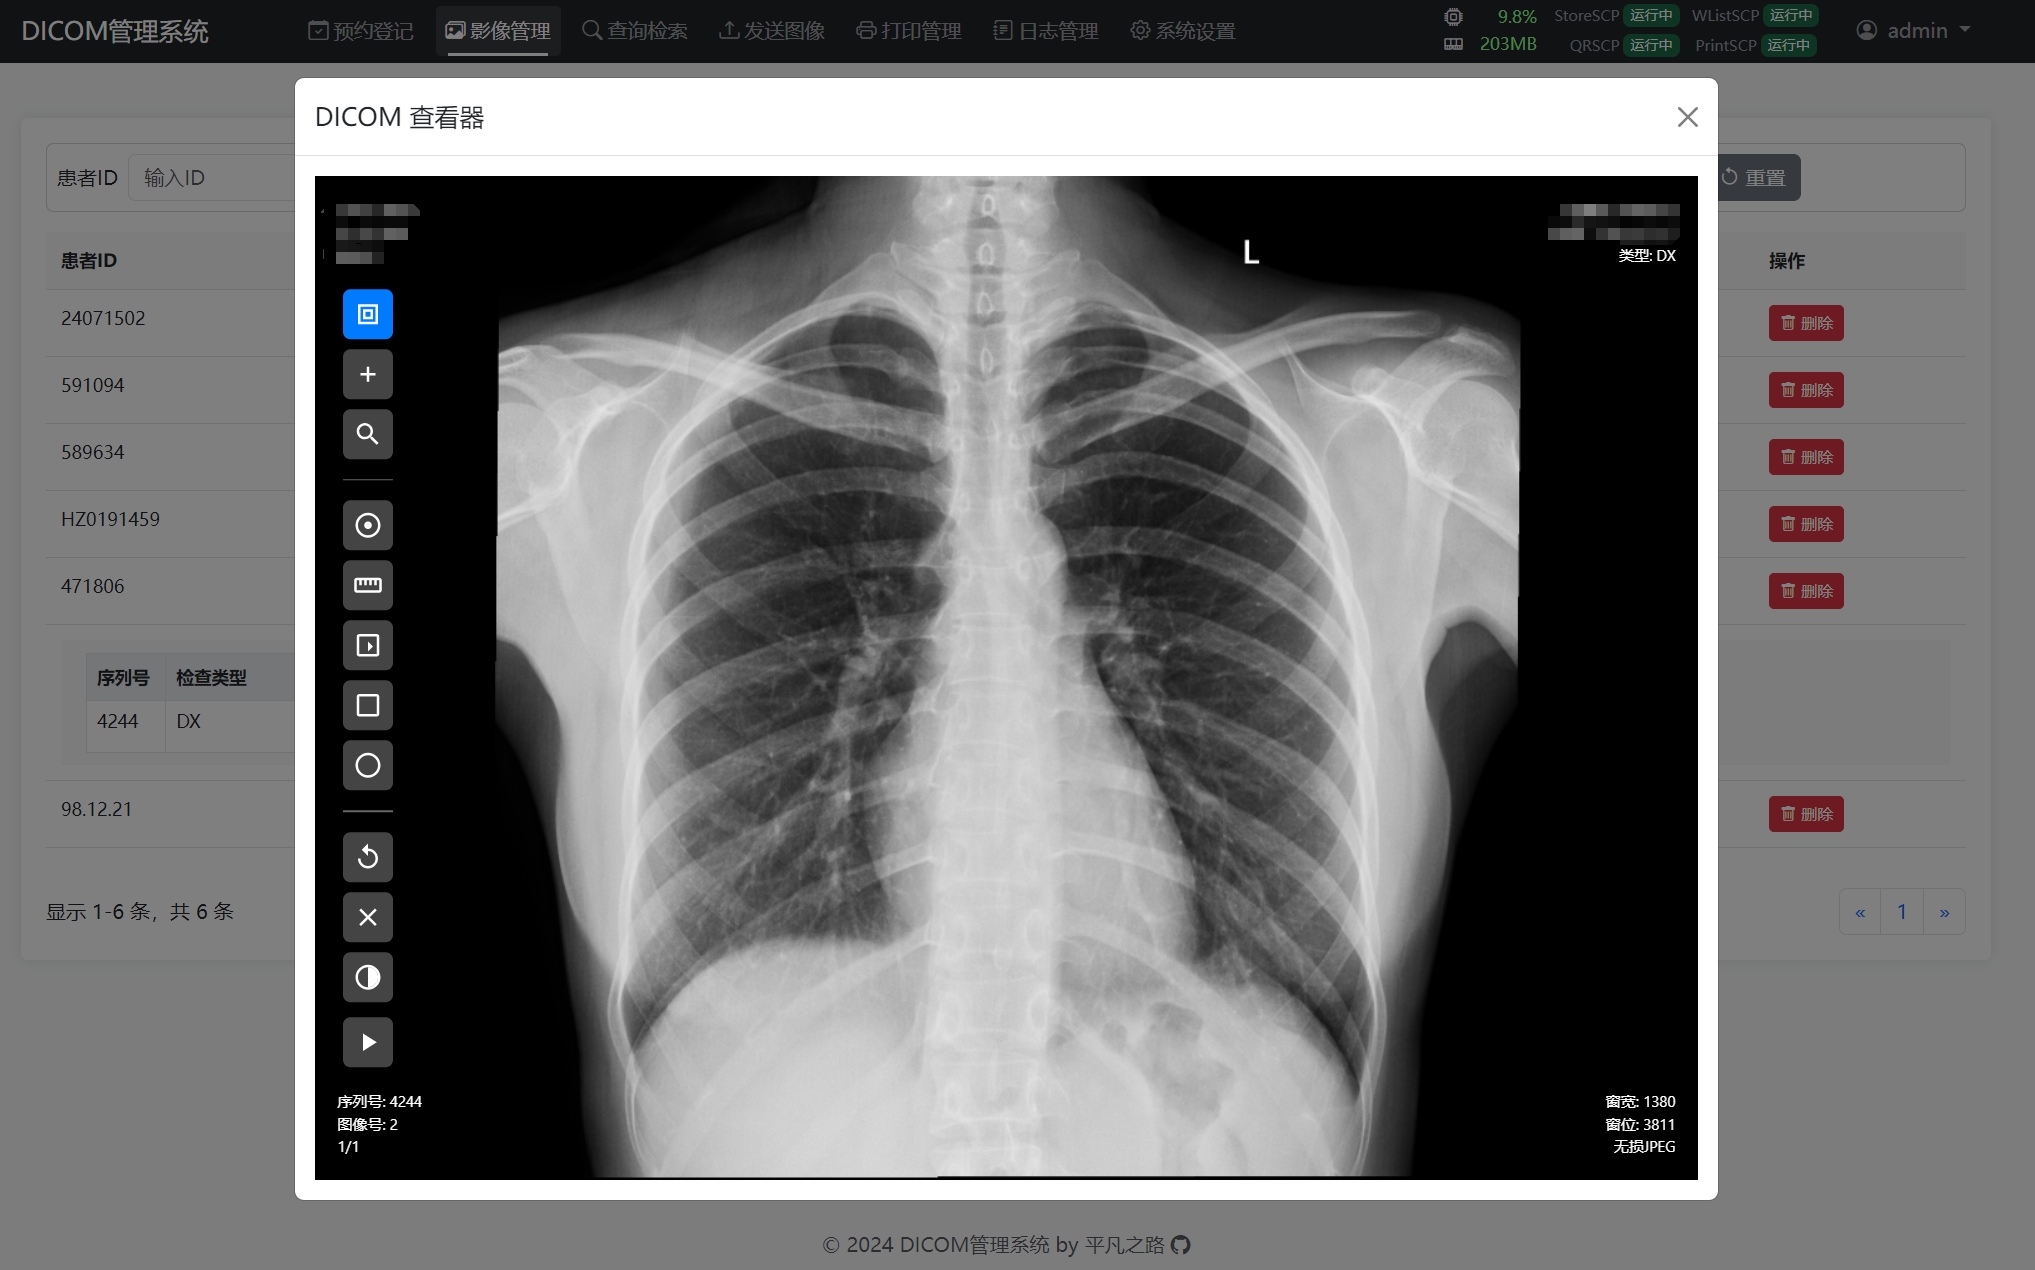 DICOM管理系统
预约登记
影像管理
查询检索
发送图像
打印管理
日志管理
系统设置
9.8%
203MB
StoreSCP 运行中 WListSCP 运行中
QRSCP 运行中 PrintSCP 运行中
admin
DICOM 查看器
患者ID 输入ID
重置
患者ID
操作
24071502
删除
591094
删除
589634
删除
HZ0191459
删除
471806
删除
序列号 检查类型
4244 DX
98.12.21
删除
显示 1-6 条，共 6 条
« 1 »
L
类型: DX
序列号: 4244
图像号: 2
1/1
窗宽: 1380
窗位: 3811
无损JPEG
© 2024 DICOM管理系统 by 平凡之路